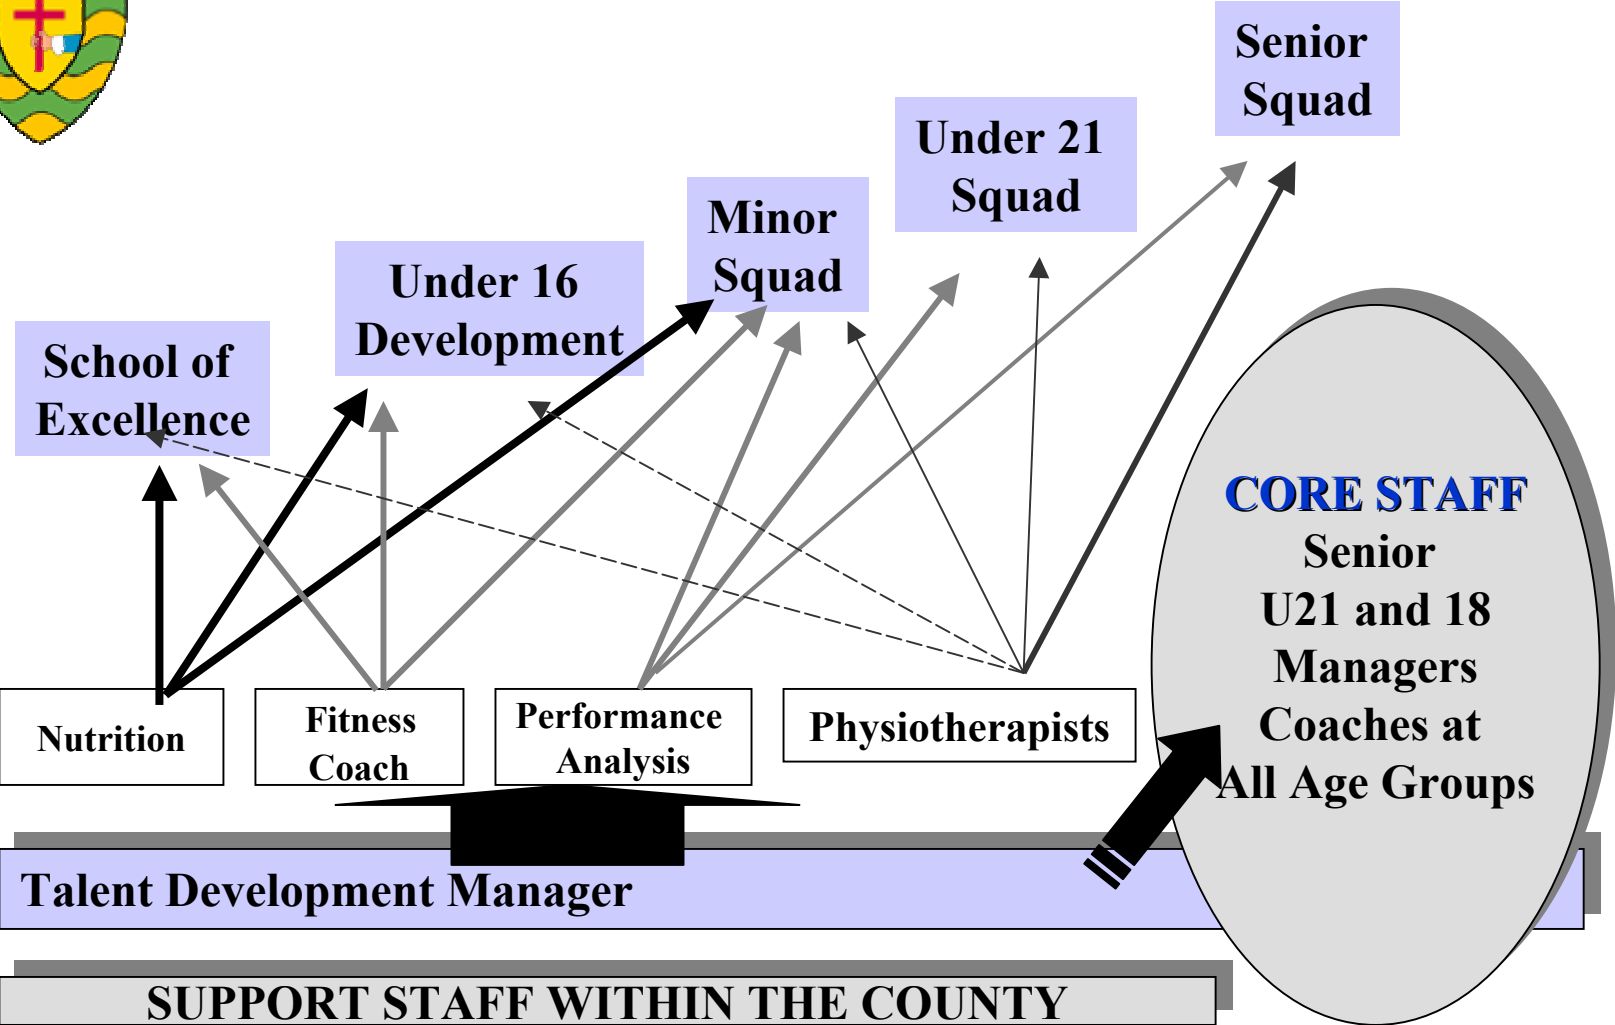 Senior
Squad
Under 21
Squad
Minor
Squad
Under 16
Development
School of
Excellence
CORE STAFF
Senior
U21 and 18
Managers
Coaches at
All Age Groups
Nutrition
Fitness
Coach
Performance
Analysis
Physiotherapists
Talent Development Manager
SUPPORT STAFF WITHIN THE COUNTY